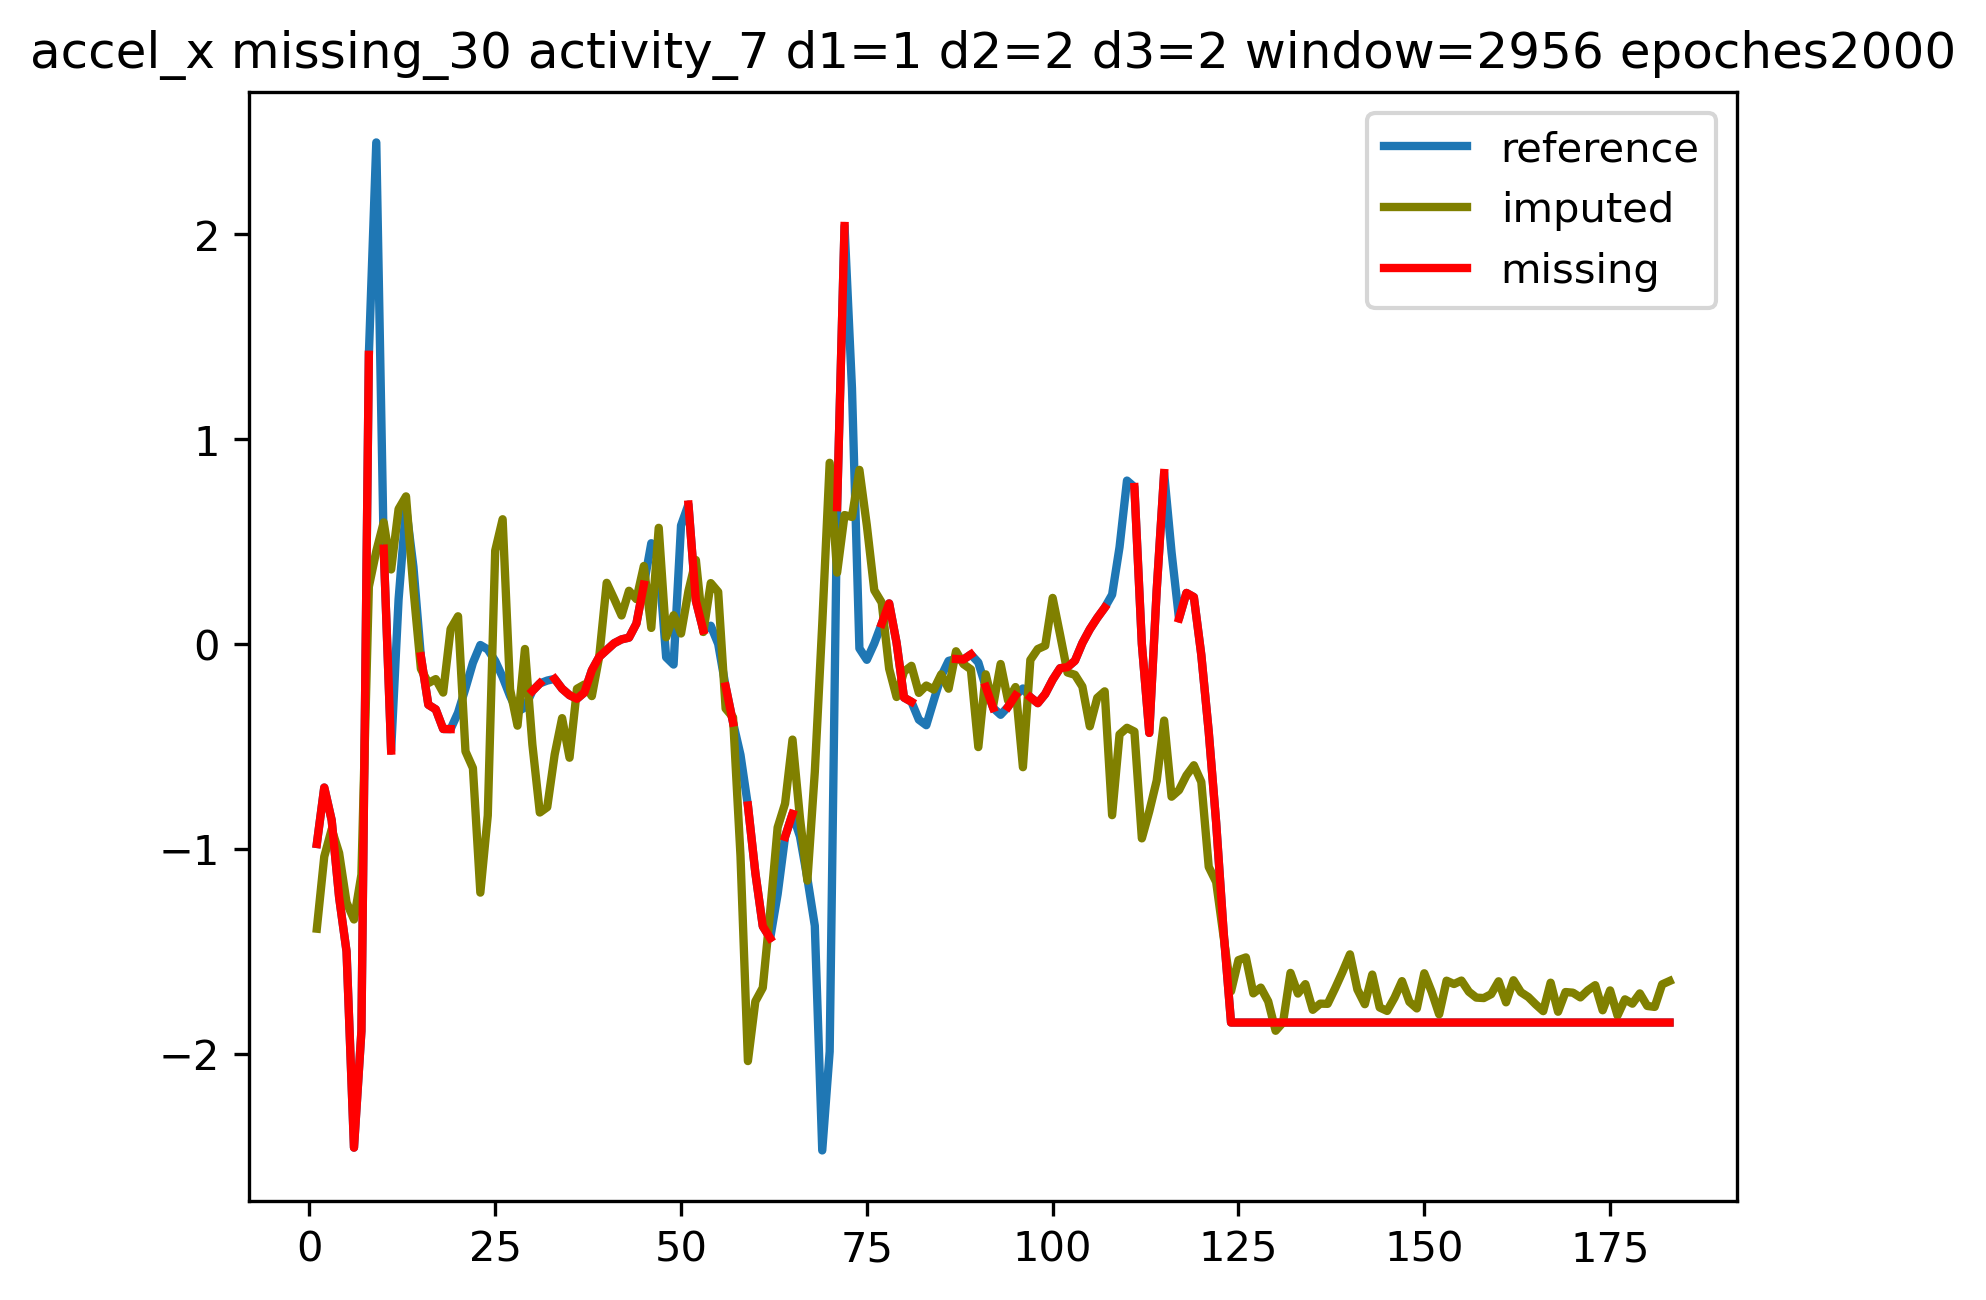 accel_x missing_30 activity_7 d1=1 d2=2 d3=2 window=2956 epoches2000
reference
imputed
missing
2
1
0
−1
−2
0 25 50 75 100 125 150 175